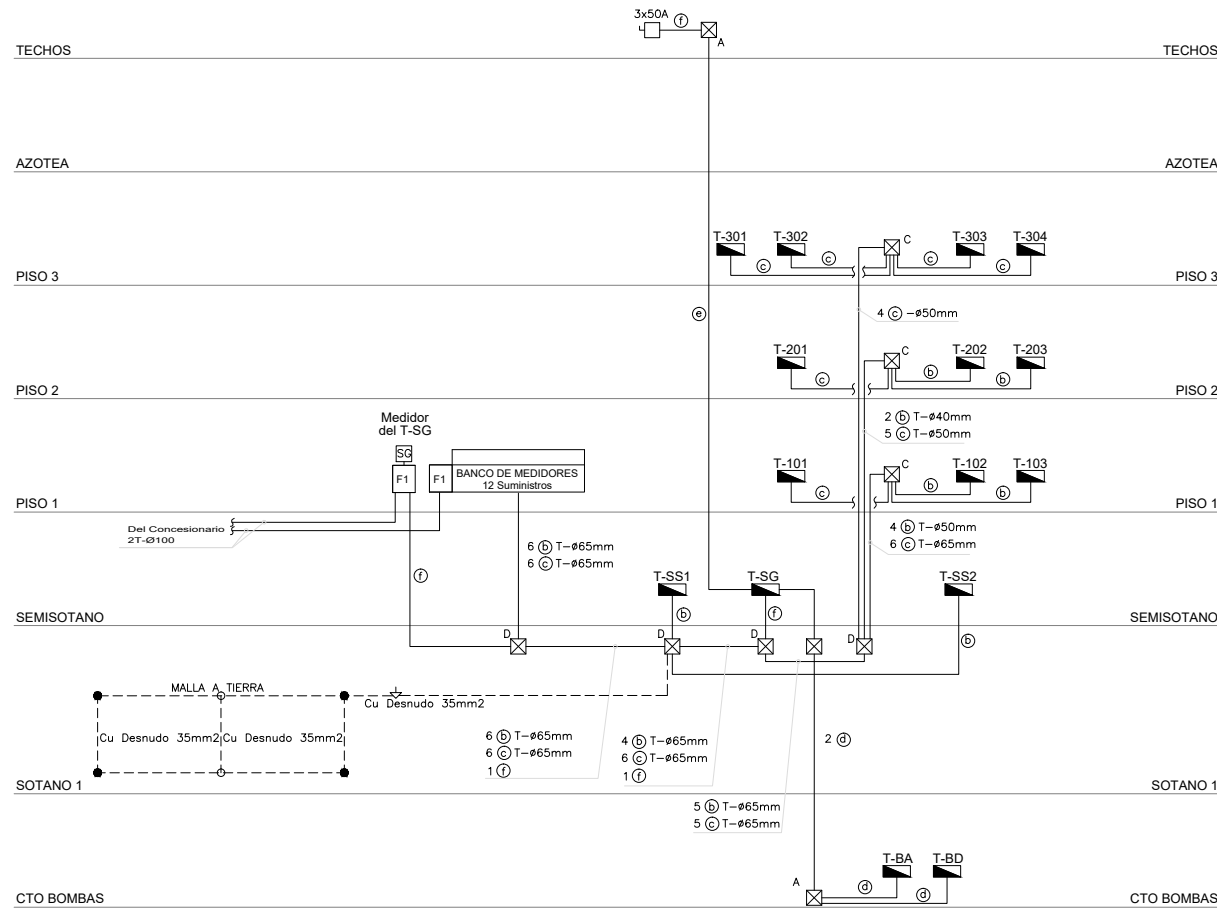 3x50A
f
A
TECHOS
TECHOS
AZOTEA
AZOTEA
T-301
T-302
C
T-303
T-304
c
c
c
c
PISO 3
PISO 3
e
4 c -ø50mm
T-201
C
T-202
T-203
c
b
b
PISO 2
PISO 2
2 b T-ø40mm
5 c T-ø50mm
Medidor
del T-SG
SG
F1
F1
BANCO DE MEDIDORES
12 Suministros
T-101
C
T-102
T-103
c
b
b
PISO 1
PISO 1
Del Concesionario
2T-Ø100
4 b T-ø50mm
6 c T-ø65mm
6 b T-ø65mm
6 c T-ø65mm
f
T-SS1
T-SG
T-SS2
b
f
b
SEMISOTANO
SEMISOTANO
D
D
D
D
MALLA A TIERRA
Cu Desnudo 35mm2
Cu Desnudo 35mm2
Cu Desnudo 35mm2
6 b T-ø65mm
6 c T-ø65mm
1 f
4 b T-ø65mm
6 c T-ø65mm
1 f
2 d
SOTANO 1
SOTANO 1
5 b T-ø65mm
5 c T-ø65mm
T-BA
T-BD
A
d
d
CTO BOMBAS
CTO BOMBAS